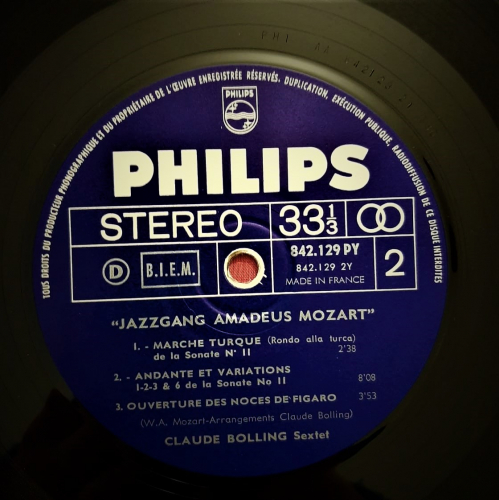 TOUS DROITS DU PRODUCTEUR PHONOGRAPHIQUE ET DU PROPRIÉTAIRE DE L'ŒUVRE ENREGISTRÉE RÉSERVÉS. DUPLICATION, EXÉCUTION PUBLIQUE, RADIODIFFUSION DE CE DISQUE INTERDITES
PHILIPS
PHILIPS
STEREO 33 1/3
D B.I.E.M. 842.129 PY 2
842.129 2Y
MADE IN FRANCE
"JAZZGANG AMADEUS MOZART"
1. - MARCHE TURQUE (Rondo alla turca)
de la Sonate N° 11 2'38
2. - ANDANTE ET VARIATIONS
1-2-3 & 6 de la Sonate No 11 8'08
3. OUVERTURE DES NOCES DE FIGARO 3'53
(W.A. Mozart-Arrangements Claude Bolling)
CLAUDE BOLLING Sextet